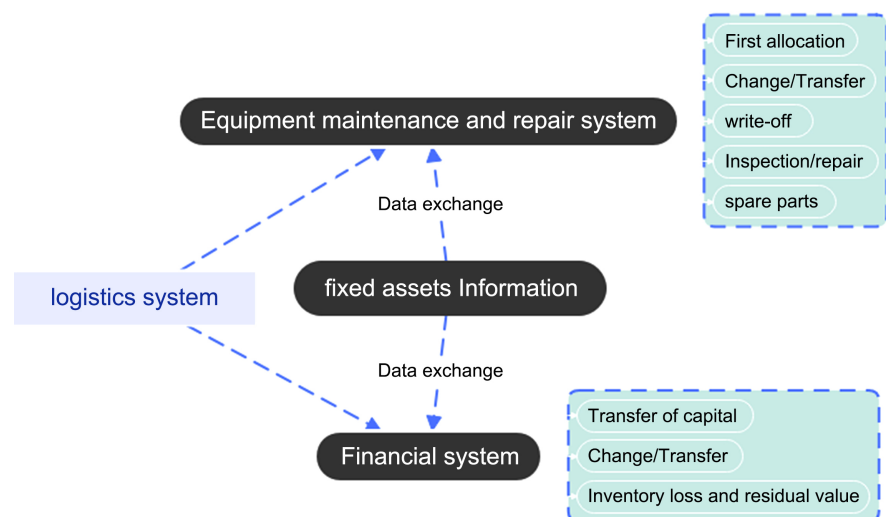 First allocation
Change/Transfer
write-off
Inspection/repair
spare parts
Equipment maintenance and repair system
Data exchange
logistics system
fixed assets Information
Data exchange
Financial system
Transfer of capital
Change/Transfer
Inventory loss and residual value